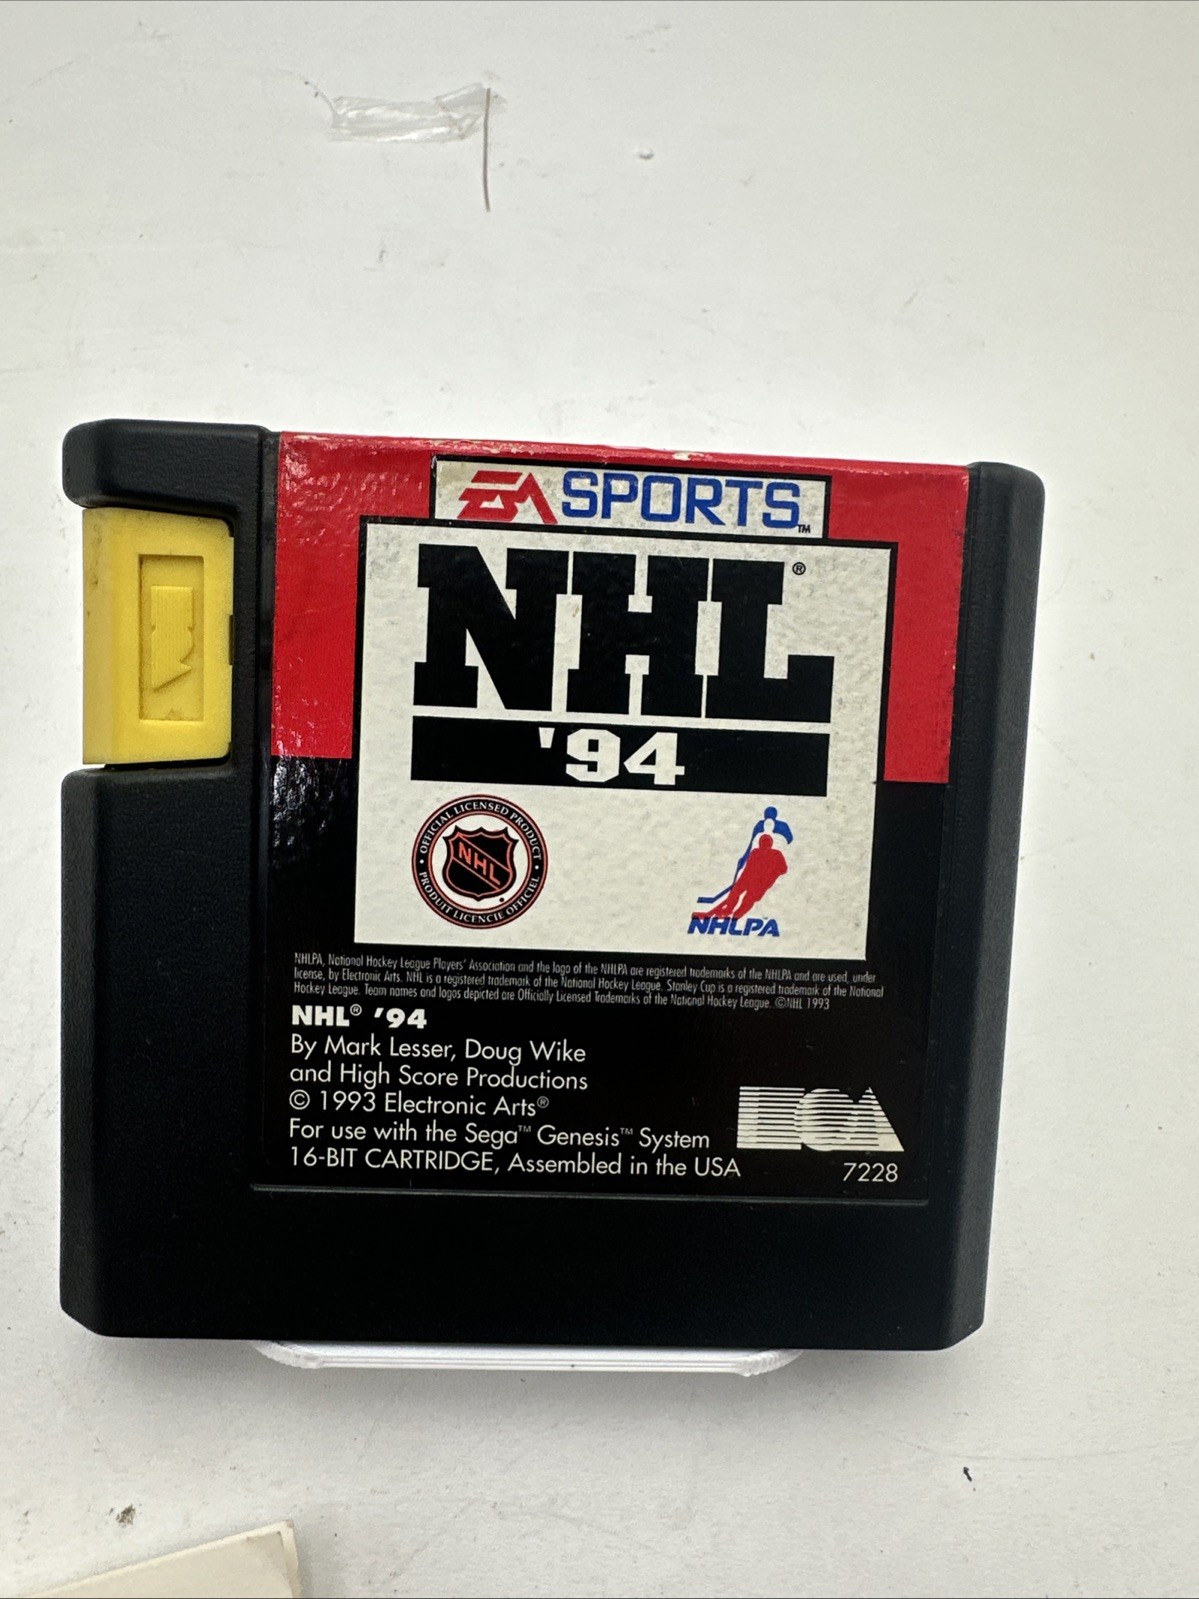 EA SPORTS™
NHL®
'94
• OFFICIAL LICENSED PRODUCT •
NHL
PRODUIT LICENCIE OFFICIEL
NHLPA™
NHLPA, National Hockey League Players' Association and the logo of the NHLPA are registered trademarks of the NHLPA and are used, under
license, by Electronic Arts. NHL is a registered trademark of the National Hockey League. Stanley Cup is a registered trademark of the National
Hockey League. Team names and logos depicted are Officially Licensed Trademarks of the National Hockey League. ©NHL 1993
NHL® '94
By Mark Lesser, Doug Wike
and High Score Productions
© 1993 Electronic Arts®
For use with the Sega™ Genesis™ System
16-BIT CARTRIDGE, Assembled in the USA
EOA
7228